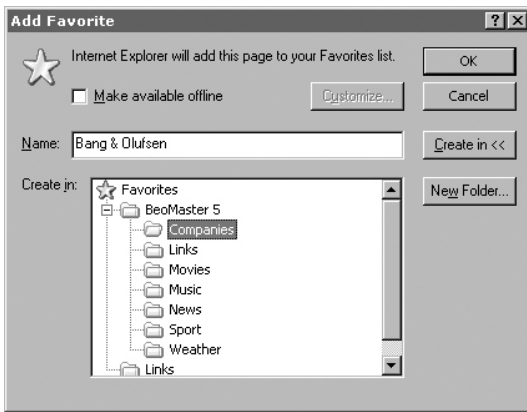 Add Favorite
Internet Explorer will add this page to your Favorites list.
OK
Make available offline
Customize...
Cancel
Name:
Bang & Olufsen
Create in <<
Create in:
Favorites
New Folder...
BeoMaster 5
Companies
Links
Movies
Music
News
Sport
Weather
Links